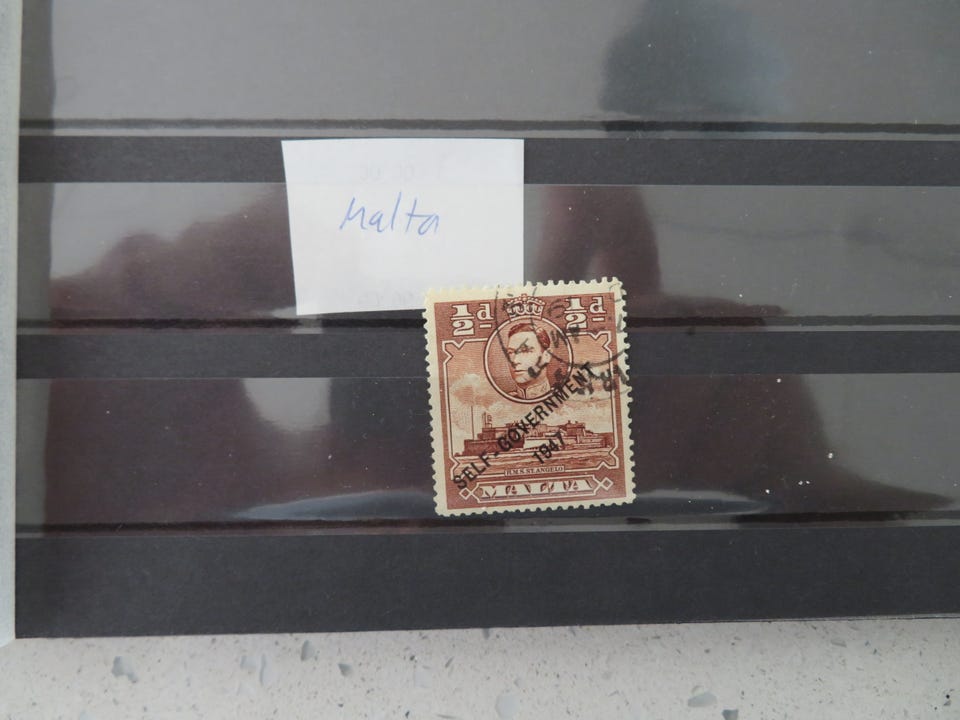 Malta
½d ½d
SELF-GOVERNMENT
1947
H.M.S. ST. ANGELO
MALTA